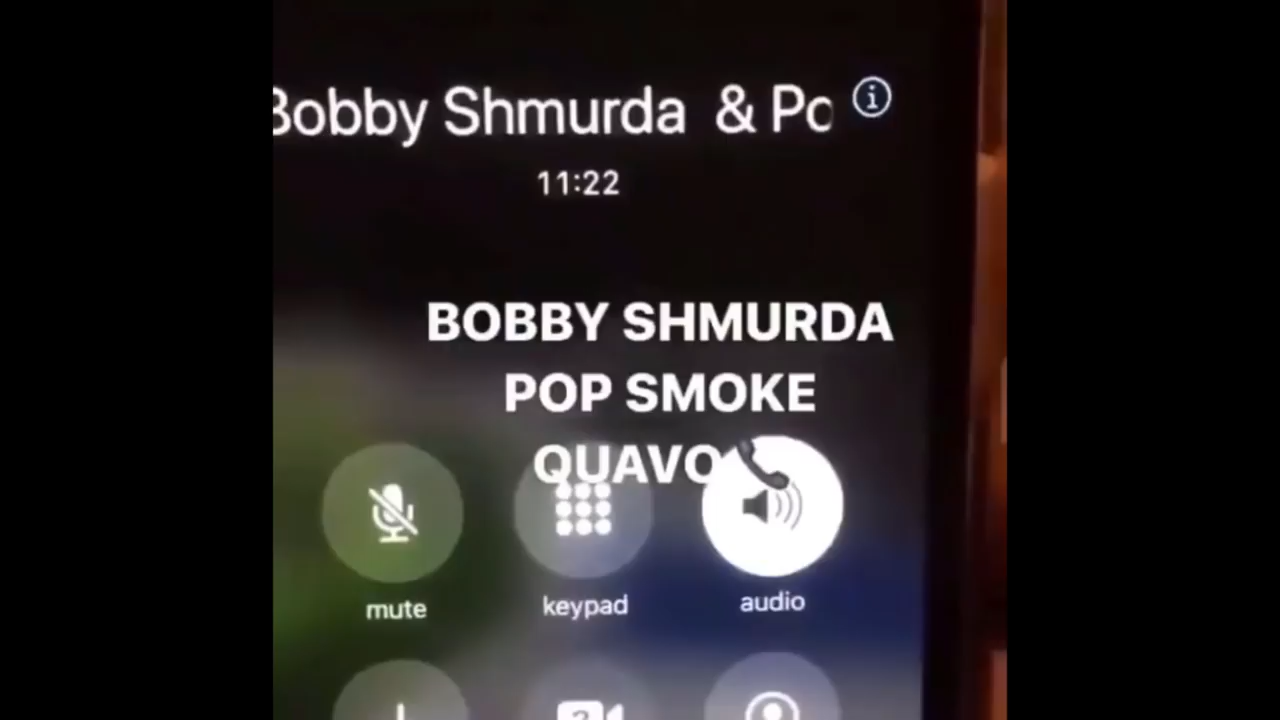 Bobby Shmurda & Po
11:22
BOBBY SHMURDA
POP SMOKE
QUAVO
mute
keypad
audio